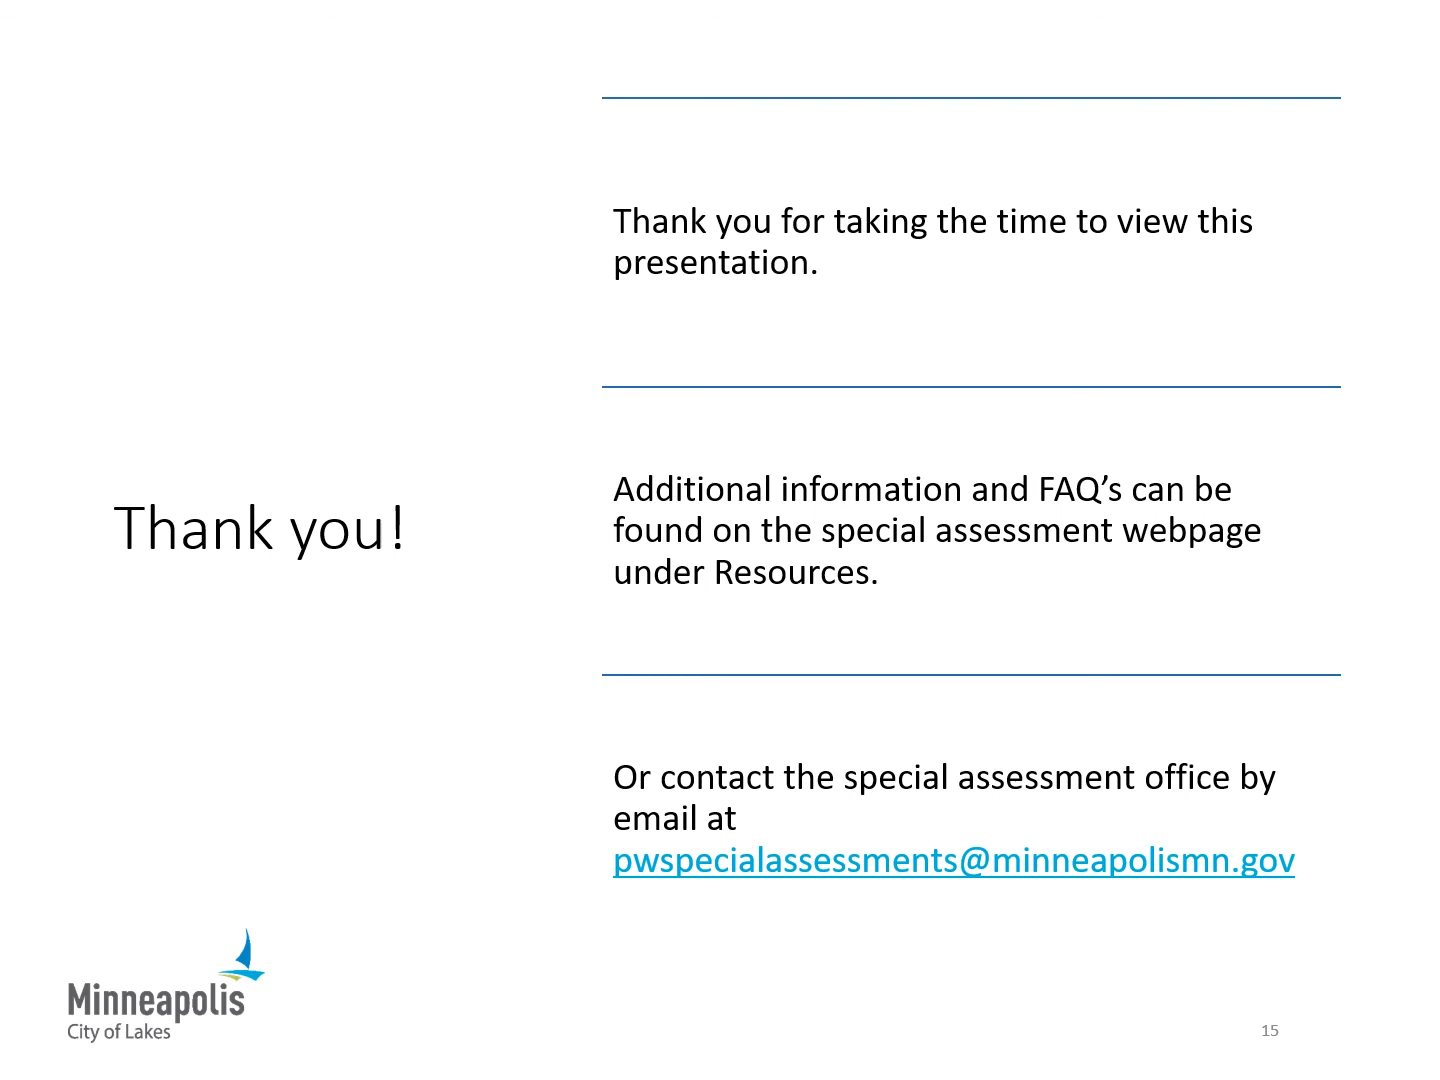 Thank you!
Thank you for taking the time to view this
presentation.
Additional information and FAQ’s can be
found on the special assessment webpage
under Resources.
Or contact the special assessment office by
email at
pwspecialassessments@minneapolismn.gov
Minneapolis
City of Lakes
15